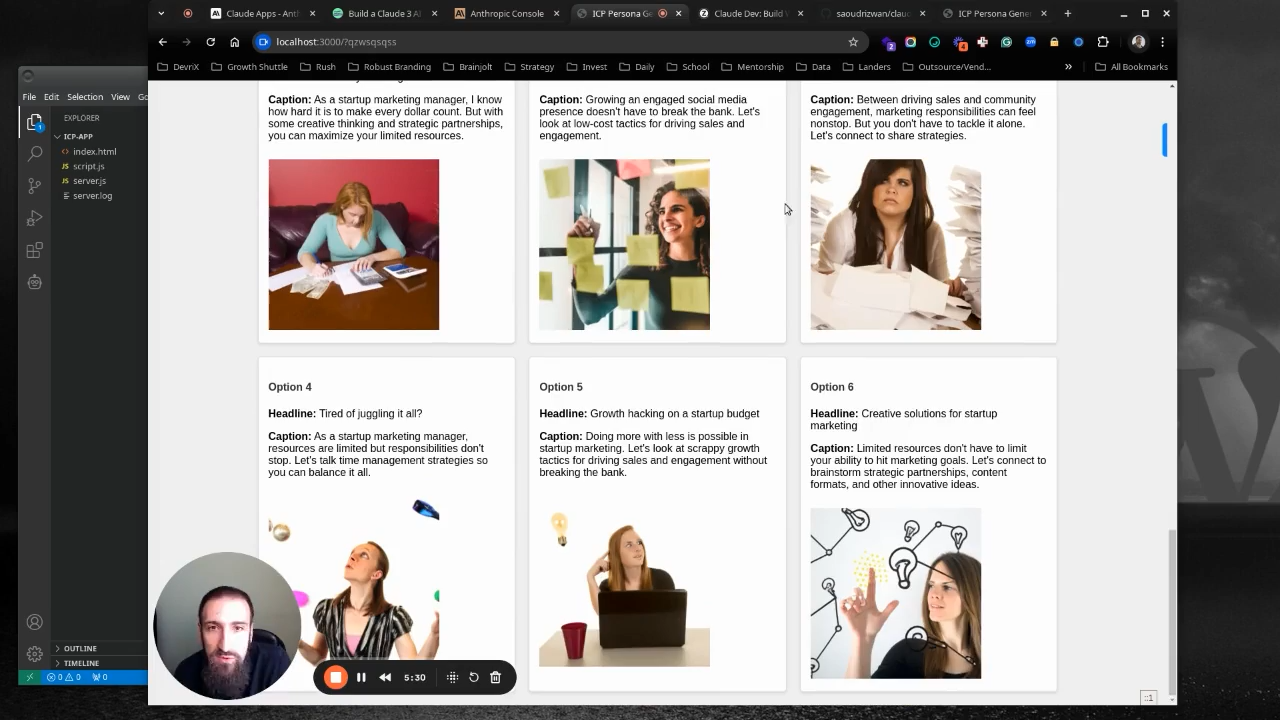 Claude Apps - Anth
Build a Claude 3 A
Anthropic Console
ICP Persona Ge
Claude Dev: Build
saoudrizwan/clau
ICP Persona Gene
localhost:3000/?qzwsqsqss
2
4
DevriX
Growth Shuttle
Rush
Robust Branding
Brainjolt
Strategy
Invest
Daily
School
Mentorship
Data
Landers
Outsource/Vend...
»
All Bookmarks
File Edit Selection View Go
EXPLORER
ICP-APP
index.html
JS script.js
JS server.js
server.log
OUTLINE
TIMELINE
0 0 0
1
Caption: As a startup marketing manager, I know
how hard it is to make every dollar count. But with
some creative thinking and strategic partnerships,
you can maximize your limited resources.
Caption: Growing an engaged social media
presence doesn't have to break the bank. Let's
look at low-cost tactics for driving sales and
engagement.
Caption: Between driving sales and community
engagement, marketing responsibilities can feel
nonstop. But you don't have to tackle it alone.
Let's connect to share strategies.
Option 4
Headline: Tired of juggling it all?
Caption: As a startup marketing manager,
resources are limited but responsibilities don't
stop. Let's talk time management strategies so
you can balance it all.
Option 5
Headline: Growth hacking on a startup budget
Caption: Doing more with less is possible in
startup marketing. Let's look at scrappy growth
tactics for driving sales and engagement without
breaking the bank.
Option 6
Headline: Creative solutions for startup
marketing
Caption: Limited resources don't have to limit
your ability to hit marketing goals. Let's connect to
brainstorm strategic partnerships, content
formats, and other innovative ideas.
5:30
::1